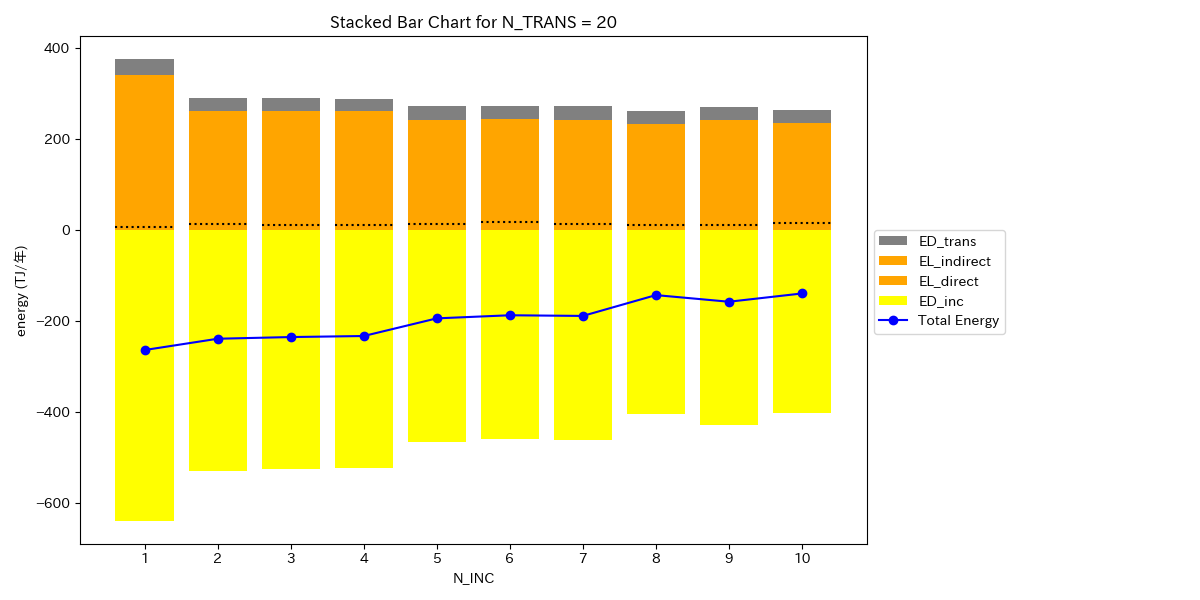 Stacked Bar Chart for N_TRANS = 20
energy (TJ/年)
400
200
0
−200
−400
−600
1 2 3 4 5 6 7 8 9 10
N_INC
ED_trans
EL_indirect
EL_direct
ED_inc
Total Energy